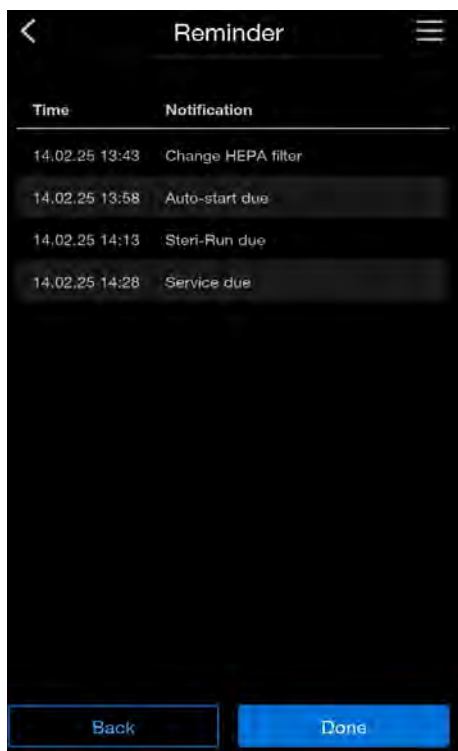 Reminder
Time Notification
14.02.25 13:43 Change HEPA filter
14.02.25 13:58 Auto-start due
14.02.25 14:13 Steri-Run due
14.02.25 14:28 Service due
Back Done